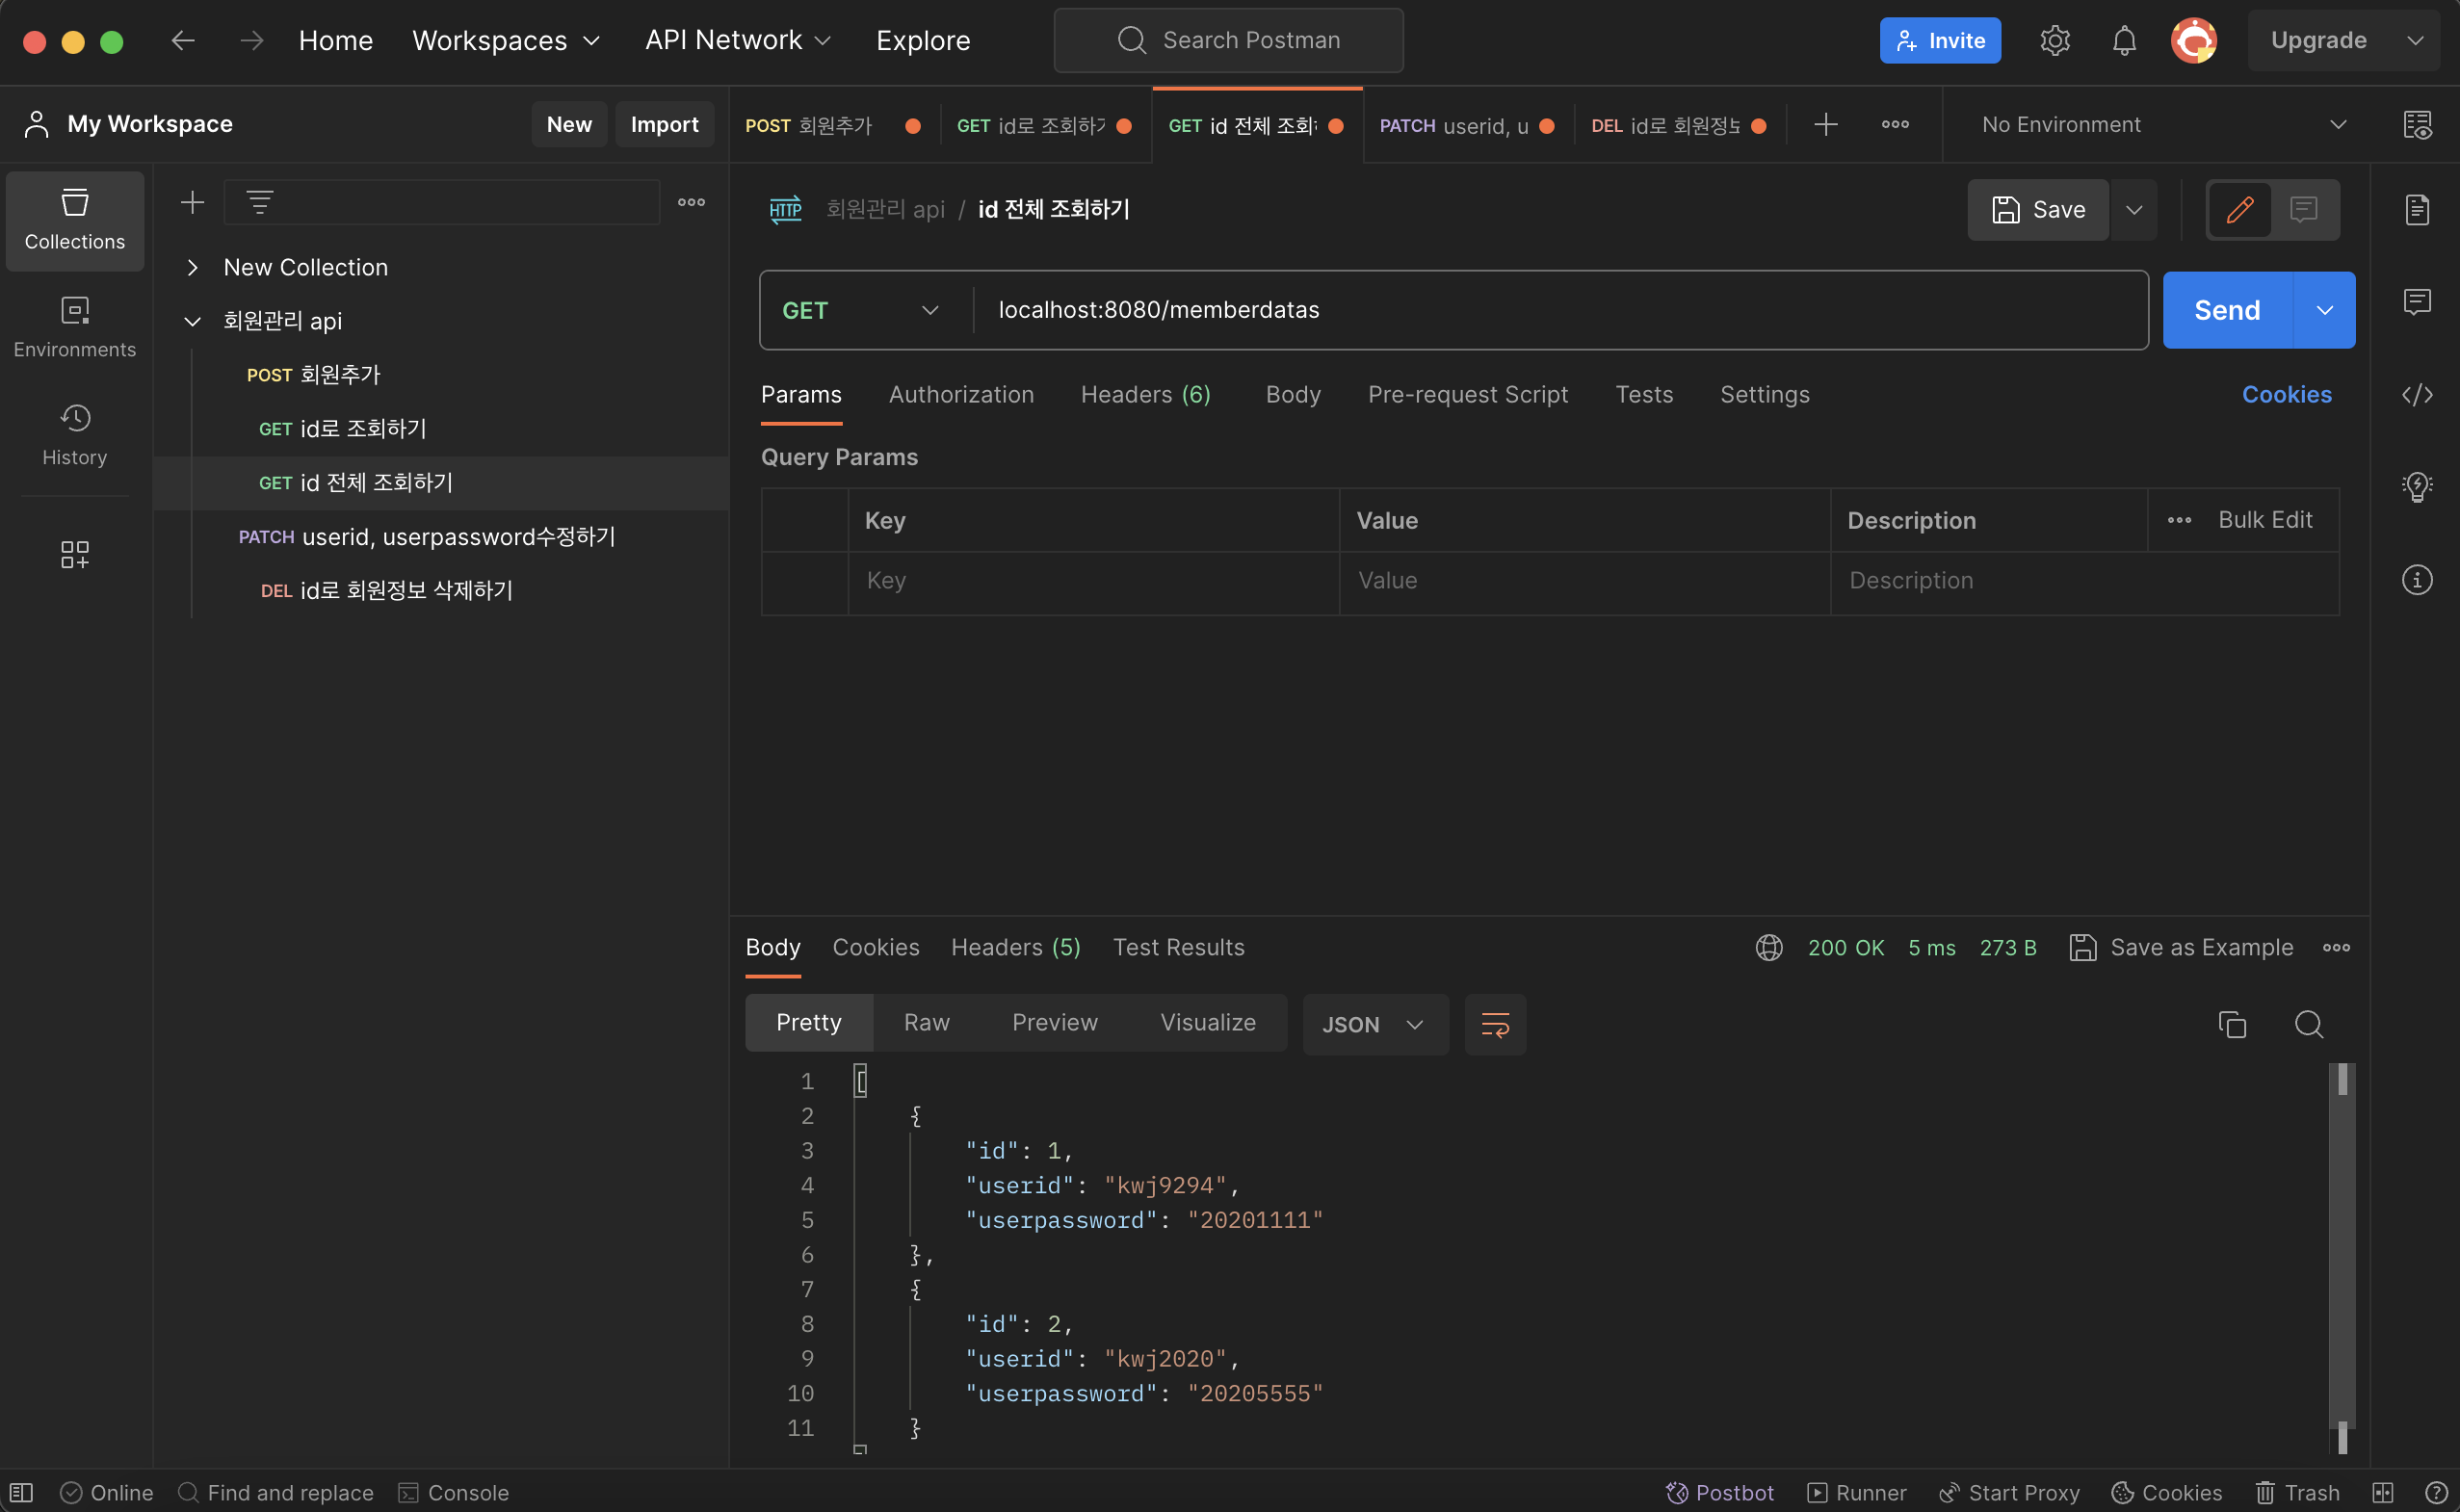 Home Workspaces API Network Explore Search Postman Invite Upgrade
My Workspace New Import
POST 회원추가 GET id로 조회하 GET id 전체 조회 PATCH userid, u DEL id로 회원정 No Environment
Collections
Environments
History
New Collection
회원관리 api
POST 회원추가
GET id로 조회하기
GET id 전체 조회하기
PATCH userid, userpassword수정하기
DEL id로 회원정보 삭제하기
HTTP 회원관리 api / id 전체 조회하기 Save
GET localhost:8080/memberdatas Send
Params Authorization Headers (6) Body Pre-request Script Tests Settings Cookies
Query Params
Key Value Description Bulk Edit
Key Value Description
Body Cookies Headers (5) Test Results 200 OK 5 ms 273 B Save as Example
Pretty Raw Preview Visualize JSON
1 [
2 {
3 "id": 1,
4 "userid": "kwj9294",
5 "userpassword": "20201111"
6 },
7 {
8 "id": 2,
9 "userid": "kwj2020",
10 "userpassword": "20205555"
11 }
Online Find and replace Console Postbot Runner Start Proxy Cookies Trash